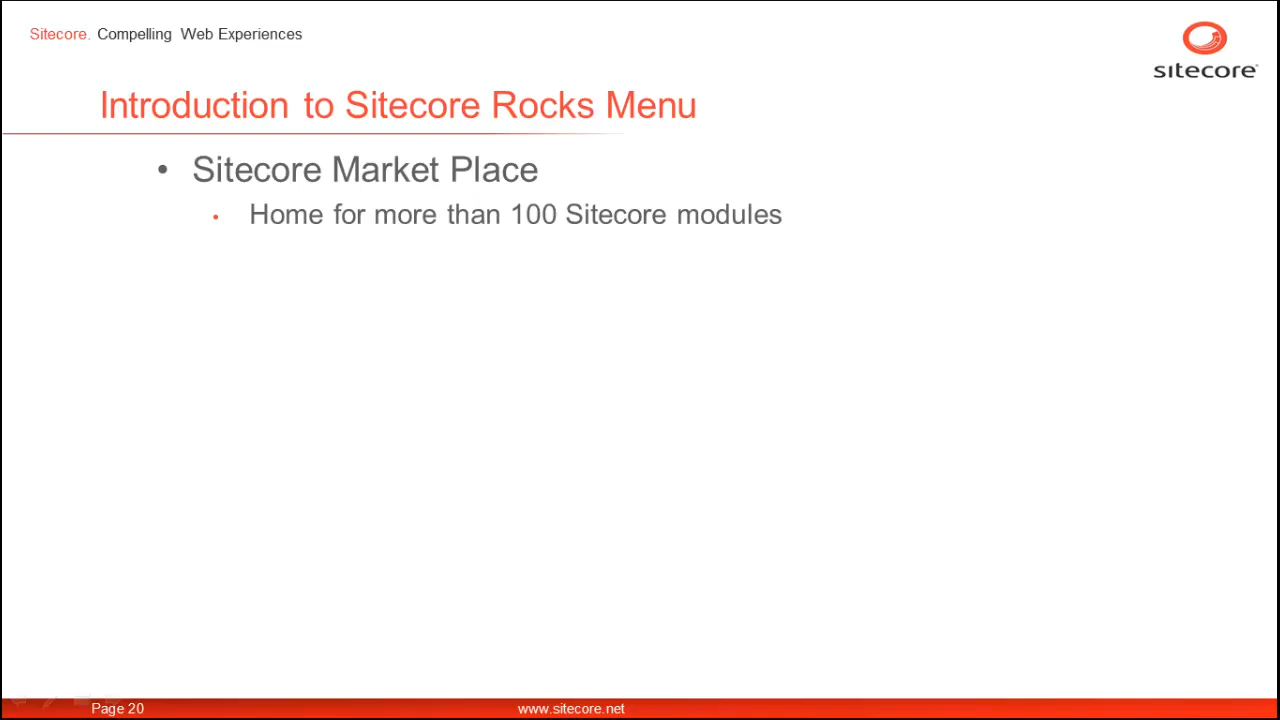 Sitecore. Compelling Web Experiences
sitecore
Introduction to Sitecore Rocks Menu
• Sitecore Market Place
• Home for more than 100 Sitecore modules
Page 20
www.sitecore.net